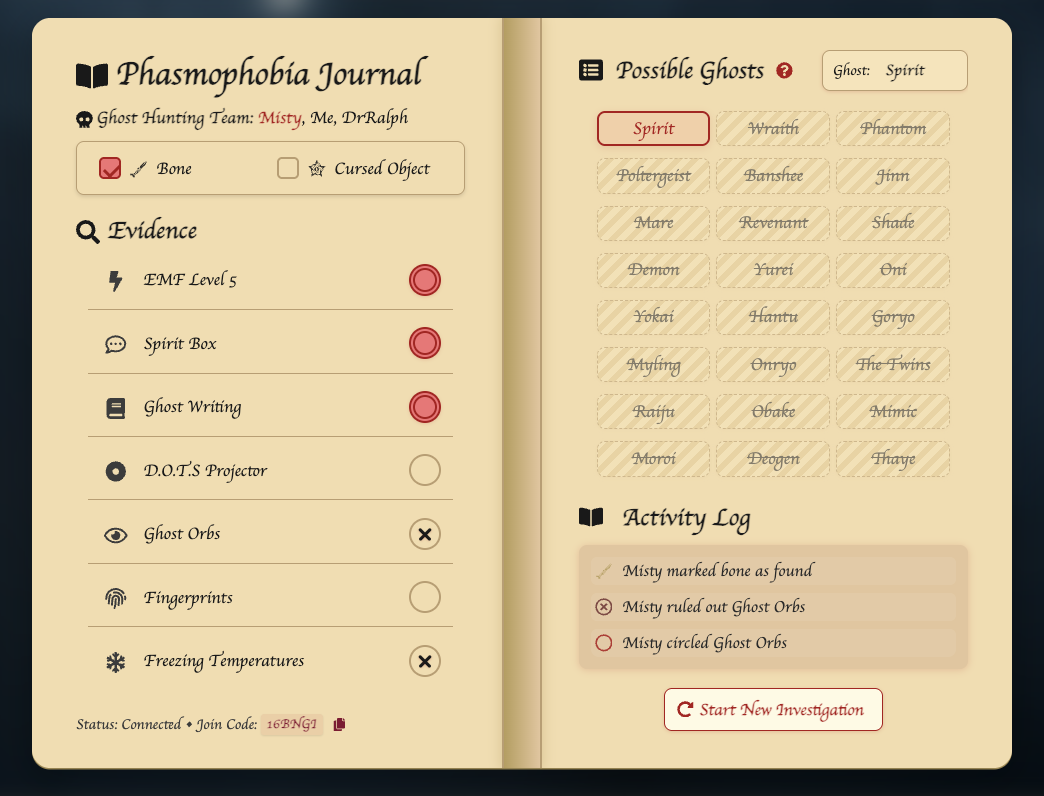 Phasmophobia Journal
Ghost Hunting Team: Misty, Me, DrRalph
Bone
Cursed Object
Evidence
EMF Level 5
Spirit Box
Ghost Writing
D.O.T.S Projector
Ghost Orbs
Fingerprints
Freezing Temperatures
Status: Connected • Join Code: 16BNGI
Possible Ghosts ?
Ghost: Spirit
Spirit Wraith Phantom
Poltergeist Banshee Jinn
Mare Revenant Shade
Demon Yurei Oni
Yokai Hantu Goryo
Myling Onryo The Twins
Raiju Obake Mimic
Moroi Deogen Thaye
Activity Log
Misty marked bone as found
Misty ruled out Ghost Orbs
Misty circled Ghost Orbs
Start New Investigation